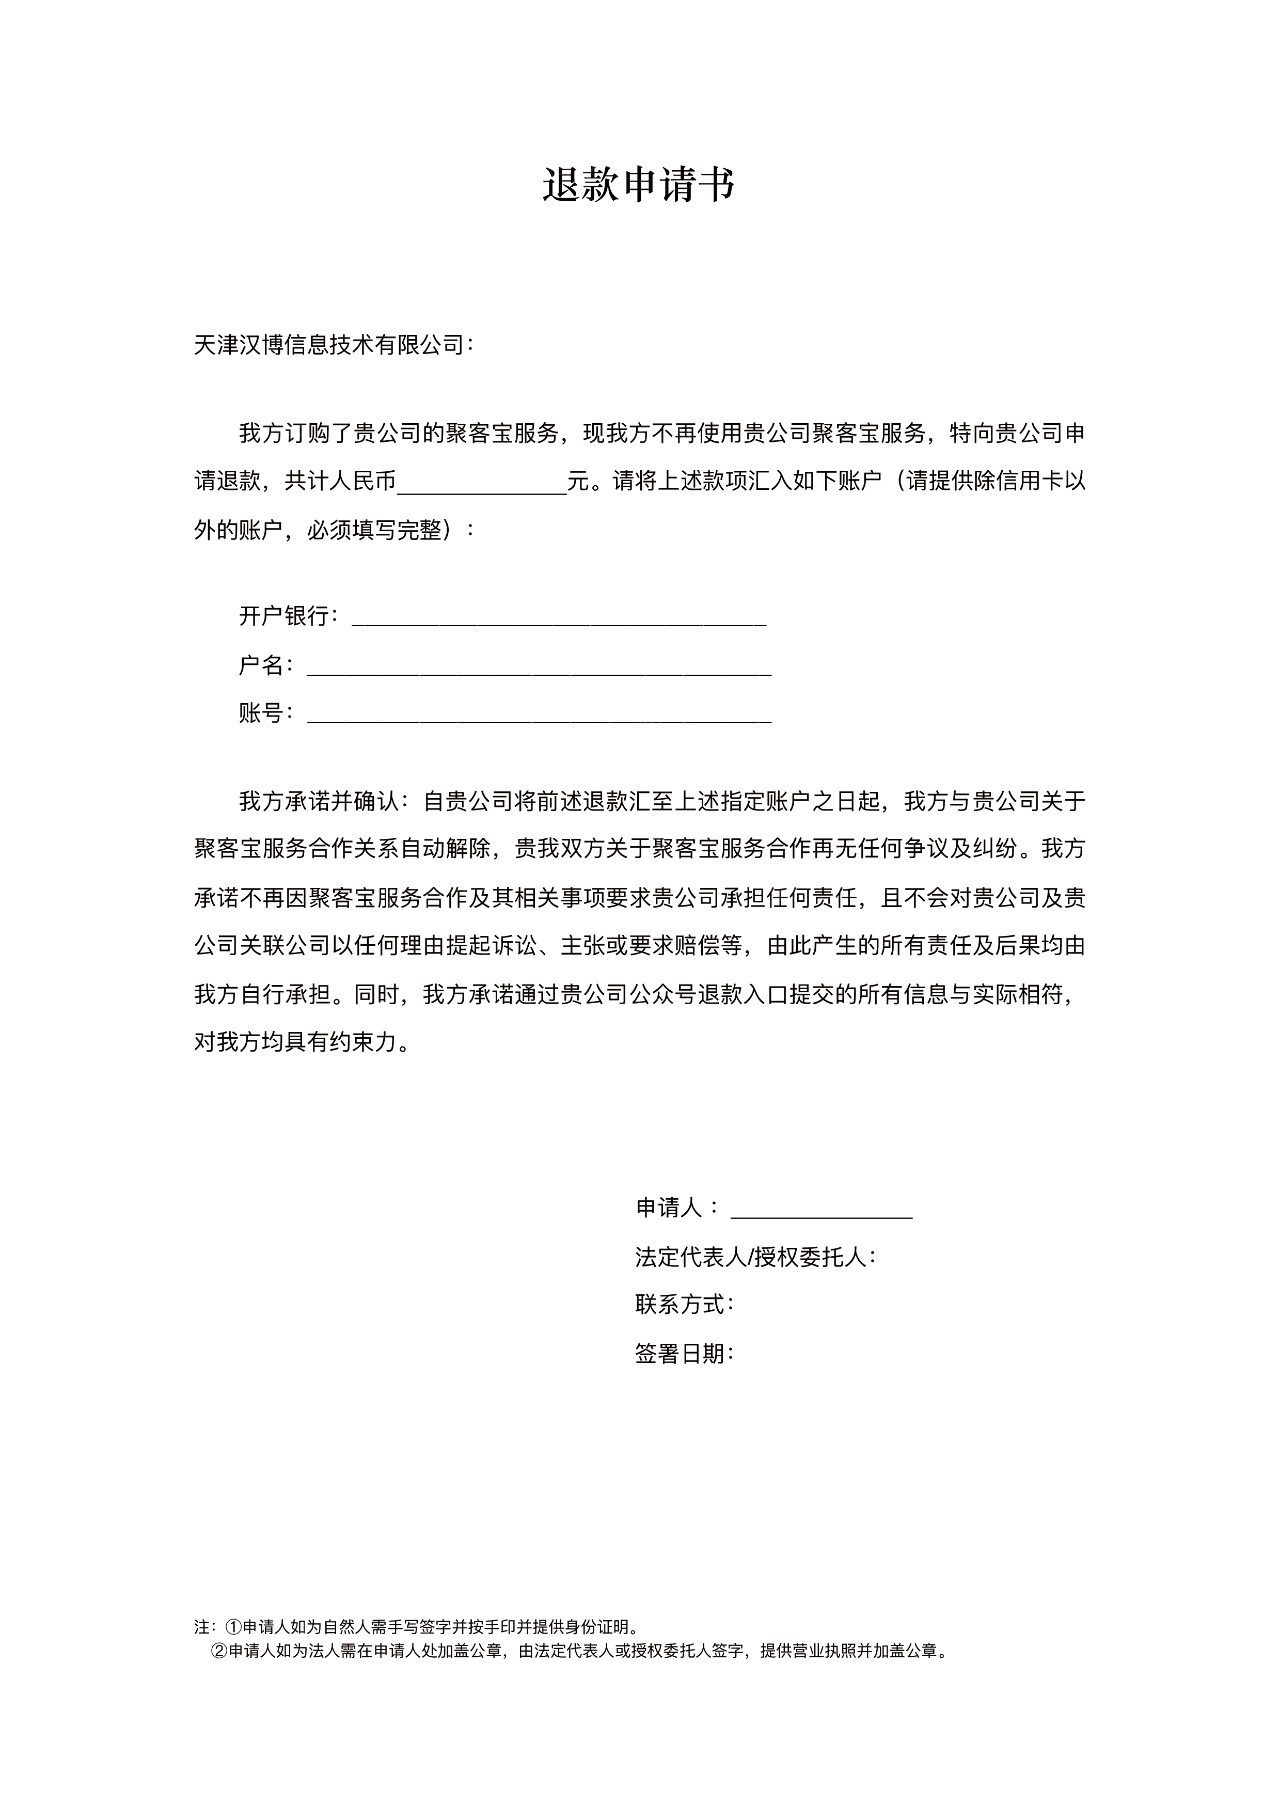 退款申请书
天津汉博信息技术有限公司：
我方订购了贵公司的聚客宝服务，现我方不再使用贵公司聚客宝服务，特向贵公司申
请退款，共计人民币_______________元。请将上述款项汇入如下账户（请提供除信用卡以
外的账户，必须填写完整）：
开户银行：_____________________________________
户名：_________________________________________
账号：_________________________________________
我方承诺并确认：自贵公司将前述退款汇至上述指定账户之日起，我方与贵公司关于
聚客宝服务合作关系自动解除，贵我双方关于聚客宝服务合作再无任何争议及纠纷。我方
承诺不再因聚客宝服务合作及其相关事项要求贵公司承担任何责任，且不会对贵公司及贵
公司关联公司以任何理由提起诉讼、主张或要求赔偿等，由此产生的所有责任及后果均由
我方自行承担。同时，我方承诺通过贵公司公众号退款入口提交的所有信息与实际相符，
对我方均具有约束力。
申请人 ：________________
法定代表人/授权委托人：
联系方式：
签署日期：
注：①申请人如为自然人需手写签字并按手印并提供身份证明。
②申请人如为法人需在申请人处加盖公章，由法定代表人或授权委托人签字，提供营业执照并加盖公章。